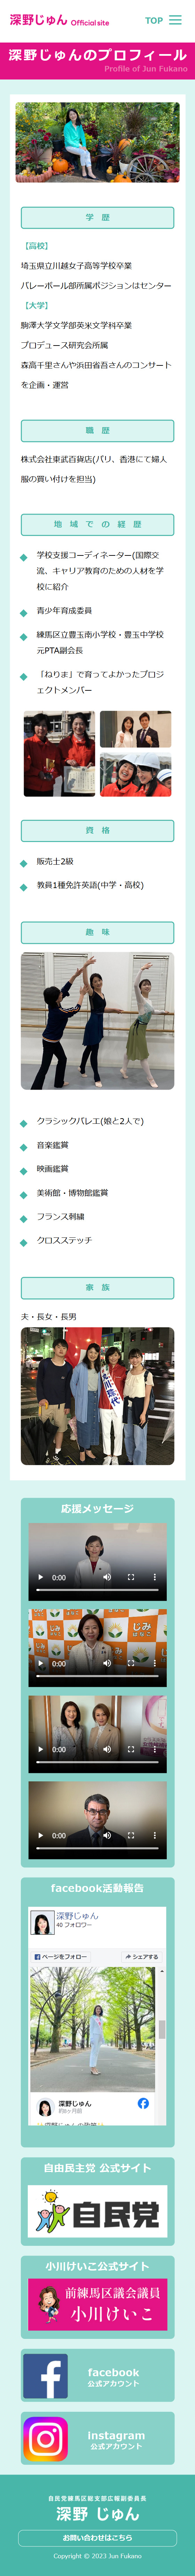 深野じゅん Official site
TOP
深野じゅんのプロフィール
Profile of Jun Fukano
学 歴
【高校】
埼玉県立川越女子高等学校卒業
バレーボール部所属ポジションはセンター
【大学】
駒澤大学文学部英米文学科卒業
プロデュース研究会所属
森高千里さんや浜田省吾さんのコンサート
を企画・運営
職 歴
株式会社東武百貨店(パリ、香港にて婦人
服の買い付けを担当)
地 域 で の 経 歴
学校支援コーディネーター(国際交
流、キャリア教育のための人材を学
校に紹介
青少年育成委員
練馬区立豊玉南小学校・豊玉中学校
元PTA副会長
「ねりま」で育ってよかったプロジ
ェクトメンバー
資 格
販売士2級
教員1種免許英語(中学・高校)
趣 味
クラシックバレエ(娘と2人で)
音楽鑑賞
映画鑑賞
美術館・博物館鑑賞
フランス刺繍
クロスステッチ
家 族
夫・長女・長男
応援メッセージ
0:00
0:00
0:00
0:00
facebook活動報告
深野じゅん
40 フォロワー
ページをフォロー
シェアする
深野じゅん
自由民主党 公式サイト
自民党
小川けいこ公式サイト
前練馬区議会議員
小川けいこ
facebook
公式アカウント
Instagram
公式アカウント
自民党練馬区総支部広報副委員長
深野 じゅん
お問い合わせはこちら
Copyright © 2023 Jun Fukano